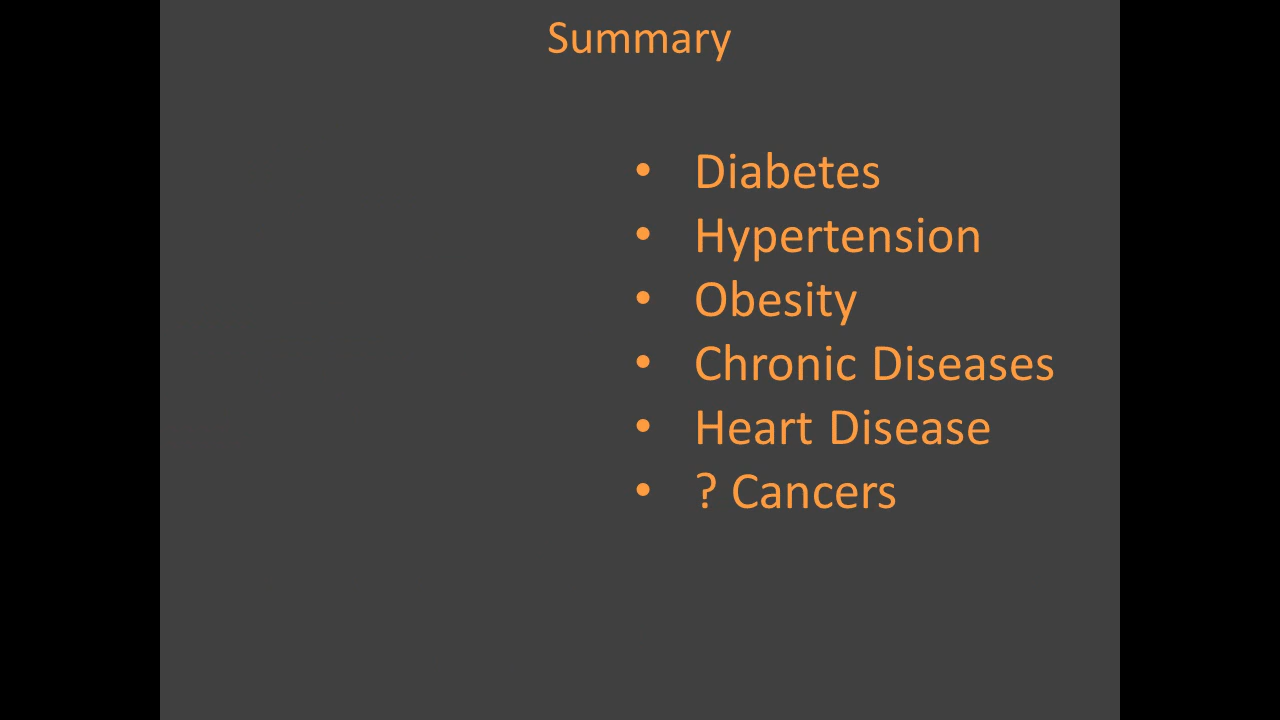 Summary
• Diabetes
• Hypertension
• Obesity
• Chronic Diseases
• Heart Disease
• ? Cancers